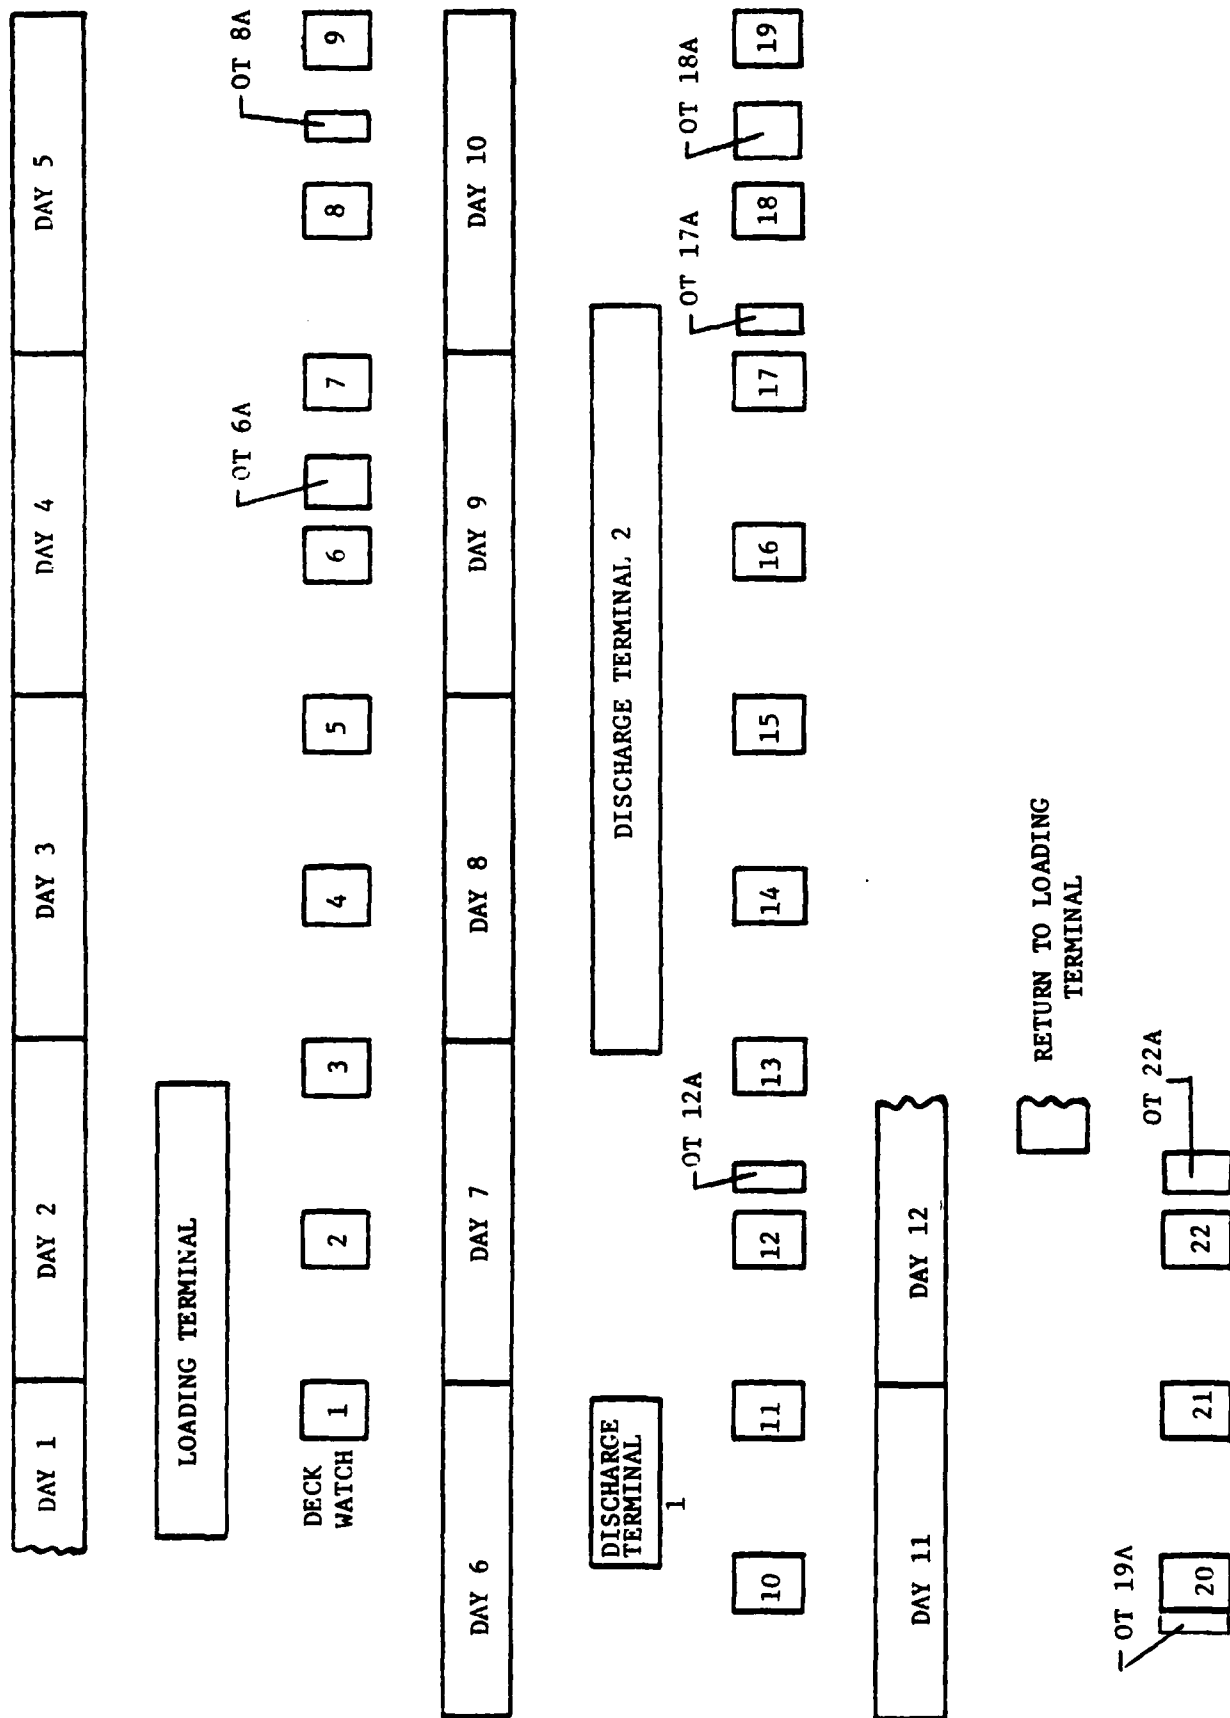 DAY 1
DAY 2
DAY 3
DAY 4
DAY 5
LOADING TERMINAL
OT 6A
OT 8A
DECK
WATCH
1
2
3
4
5
6
7
8
9
DAY 6
DAY 7
DAY 8
DAY 9
DAY 10
DISCHARGE
TERMINAL
1
DISCHARGE TERMINAL 2
OT 12A
OT 17A
OT 18A
10
11
12
13
14
15
16
17
18
19
DAY 11
DAY 12
RETURN TO LOADING
TERMINAL
OT 19A
OT 22A
20
21
22